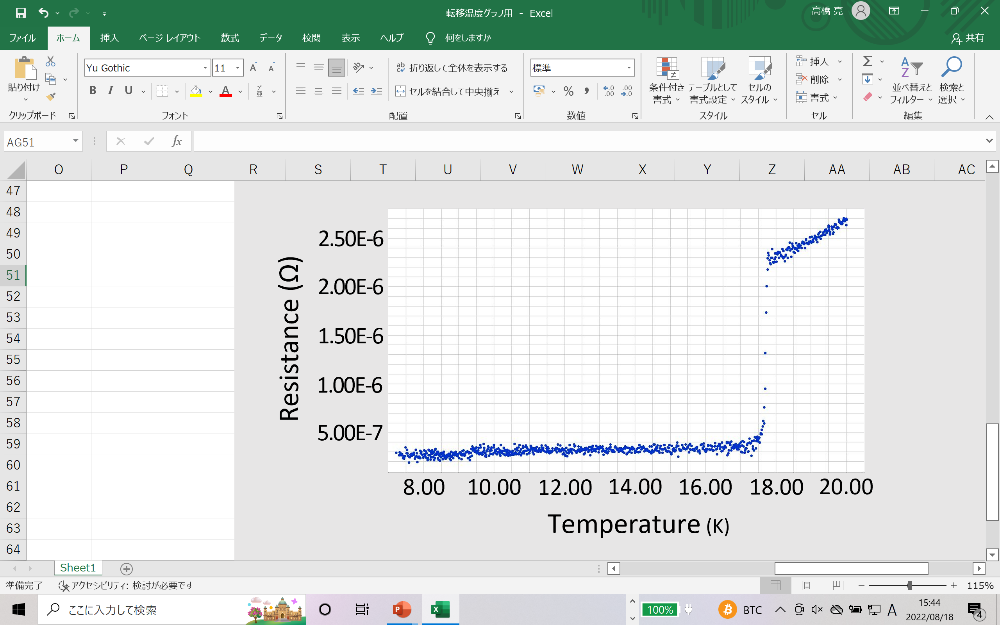 転移温度グラフ用 - Excel
高橋 亮
ファイル ホーム 挿入 ページ レイアウト 数式 データ 校閲 表示 ヘルプ 何をしますか 共有
貼り付け
クリップボード
Yu Gothic 11
B I U A ア亜
フォント
折り返して全体を表示する
セルを結合して中央揃え
配置
標準
% , .0 .00 .00 .0
数値
条件付き書式 テーブルとして書式設定 セルのスタイル
スタイル
挿入
削除
書式
セル
並べ替えとフィルター 検索と選択
編集
AG51 fx
O P Q R S T U V W X Y Z AA AB AC
47
48
49
50
51
52
53
54
55
56
57
58
59
60
61
62
63
64
Resistance (Ω)
2.50E-6
2.00E-6
1.50E-6
1.00E-6
5.00E-7
8.00 10.00 12.00 14.00 16.00 18.00 20.00
Temperature (K)
Sheet1
準備完了 アクセシビリティ: 検討が必要です 115%
ここに入力して検索 P X 100% BTC A 15:44
2022/08/18 4